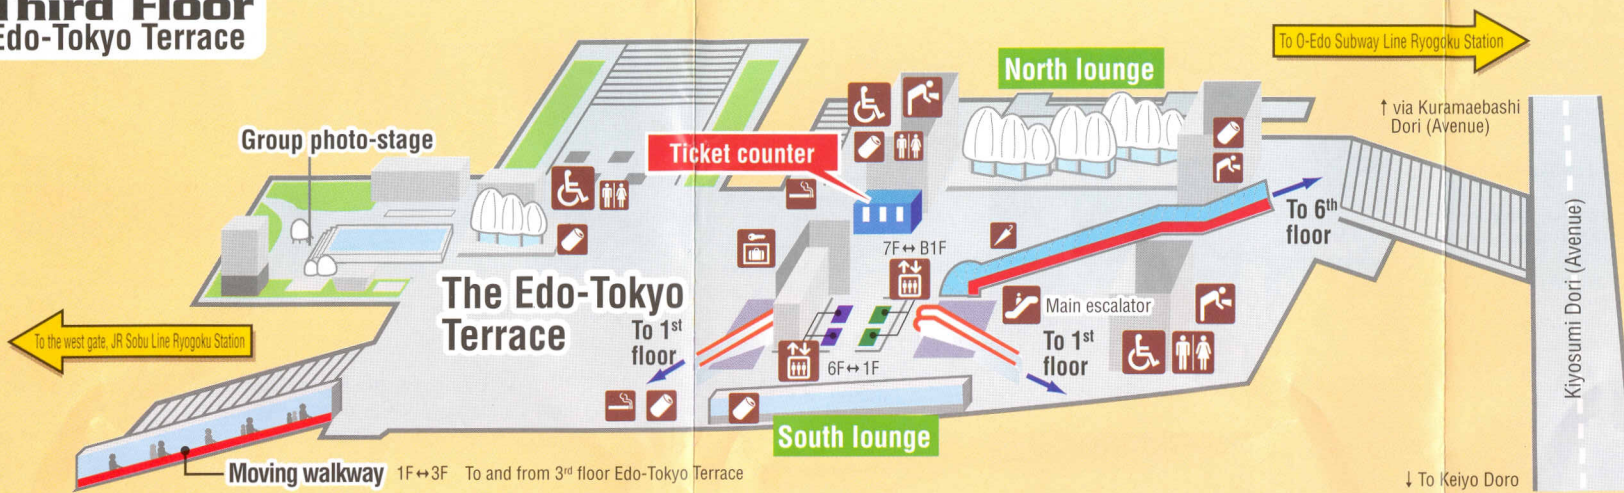 Third Floor
Edo-Tokyo Terrace
To O-Edo Subway Line Ryogoku Station
North lounge
↑ via Kuramaebashi
Dori (Avenue)
Group photo-stage
Ticket counter
To 6th
floor
Kiyosumi Dori (Avenue)
7F↔B1F
The Edo-Tokyo
Terrace
Main escalator
To 1st
floor
To 1st
floor
To the west gate, JR Sobu Line Ryogoku Station
6F↔1F
South lounge
Moving walkway 1F↔3F To and from 3rd floor Edo-Tokyo Terrace
↓ To Keiyo Doro